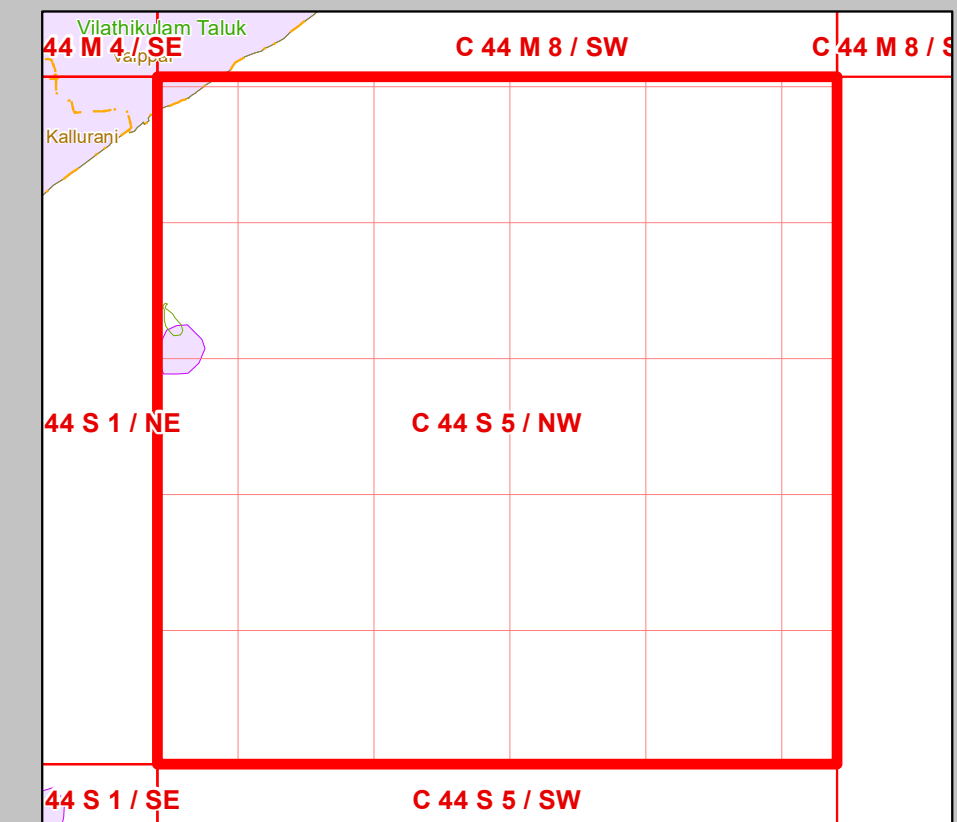 Vilathikulam Taluk
44 M 4 / SE
C 44 M 8 / SW
C 44 M 8 / S
Vaippar
Kallurani
44 S 1 / NE
C 44 S 5 / NW
44 S 1 / SE
C 44 S 5 / SW